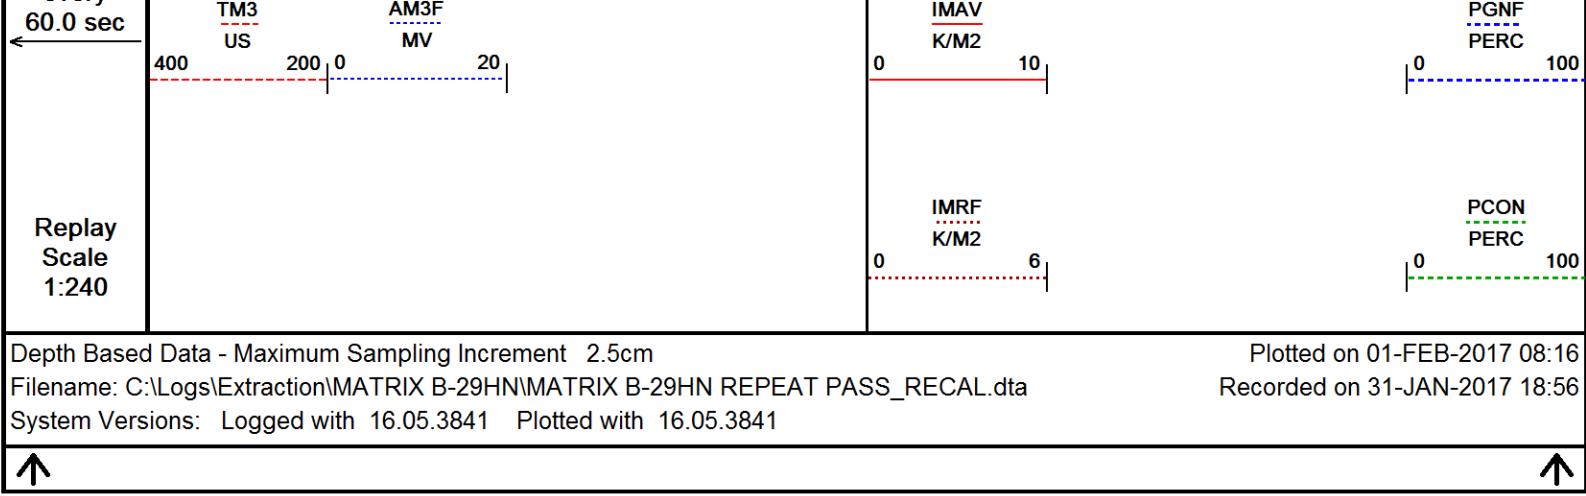 60.0 sec
TM3
US
400 200
AM3F
MV
0 20
IMAV
K/M2
0 10
PGNF
PERC
0 100
Replay
Scale
1:240
IMRF
K/M2
0 6
PCON
PERC
0 100
Depth Based Data - Maximum Sampling Increment 2.5cm
Plotted on 01-FEB-2017 08:16
Filename: C:\Logs\Extraction\MATRIX B-29HN\MATRIX B-29HN REPEAT PASS_RECAL.dta
Recorded on 31-JAN-2017 18:56
System Versions: Logged with 16.05.3841 Plotted with 16.05.3841